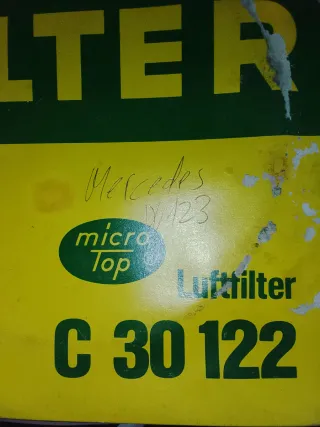 LTER
Mercedes
W123
micro
Top
Luftfilter
C 30 122